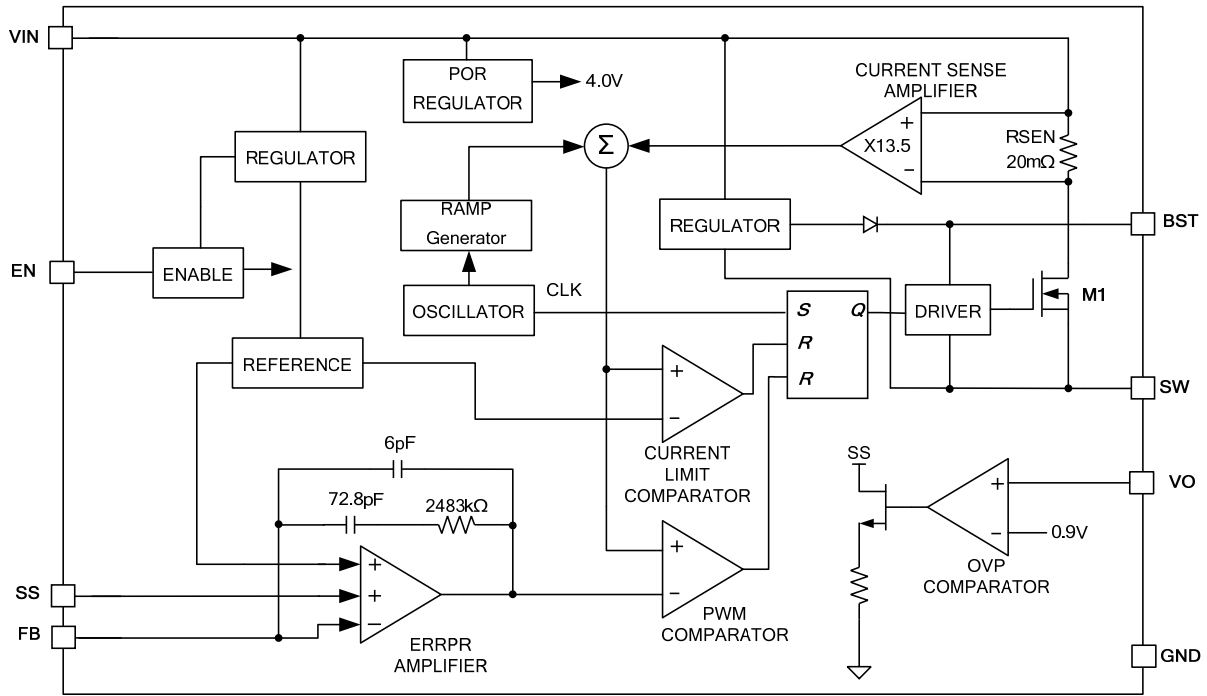 VIN
POR
REGULATOR
4.0V
CURRENT SENSE
AMPLIFIER
+
X13.5
−
RSEN
20mΩ
Σ
REGULATOR
RAMP
Generator
REGULATOR
BST
EN
ENABLE
OSCILLATOR
CLK
S
Q
R
R
DRIVER
M1
REFERENCE
+
−
CURRENT
LIMIT
COMPARATOR
SW
6pF
72.8pF
2483kΩ
SS
+
−
0.9V
OVP
COMPARATOR
VO
+
+
−
ERRPR
AMPLIFIER
+
−
PWM
COMPARATOR
SS
FB
GND